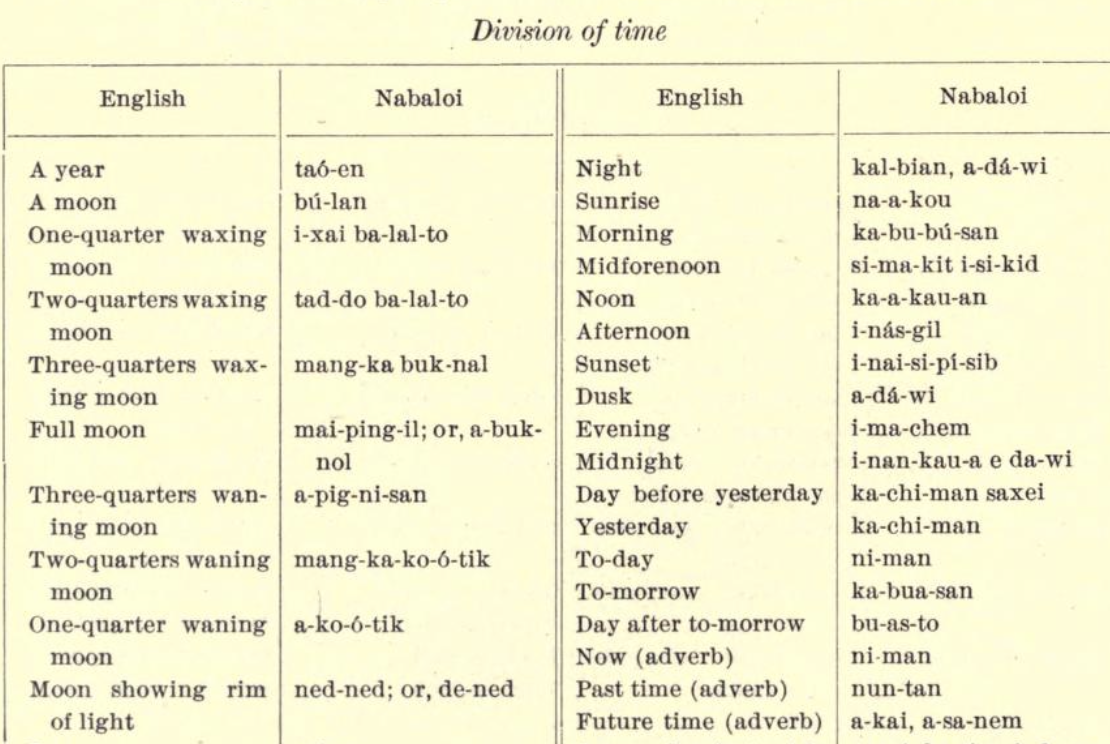 Division of time
English Nabaloi English Nabaloi
A year taó-en
A moon bú-lan
One-quarter waxing i-xai ba-lal-to
moon
Two-quarters waxing tad-do ba-lal-to
moon
Three-quarters wax- mang-ka buk-nal
ing moon
Full moon mai-ping-il; or, a-buk-
nol
Three-quarters wan- a-pig-ni-san
ing moon
Two-quarters waning mang-ka-ko-ó-tik
moon
One-quarter waning a-ko-ó-tik
moon
Moon showing rim ned-ned; or, de-ned
of light
Night kal-bian, a-dá-wi
Sunrise na-a-kou
Morning ka-bu-bú-san
Midforenoon si-ma-kit i-si-kid
Noon ka-a-kau-an
Afternoon i-nás-gil
Sunset i-nai-si-pí-sib
Dusk a-dá-wi
Evening i-ma-chem
Midnight i-nan-kau-a e da-wi
Day before yesterday ka-chi-man saxei
Yesterday ka-chi-man
To-day ni-man
To-morrow ka-bua-san
Day after to-morrow bu-as-to
Now (adverb) ni-man
Past time (adverb) nun-tan
Future time (adverb) a-kai, a-sa-nem